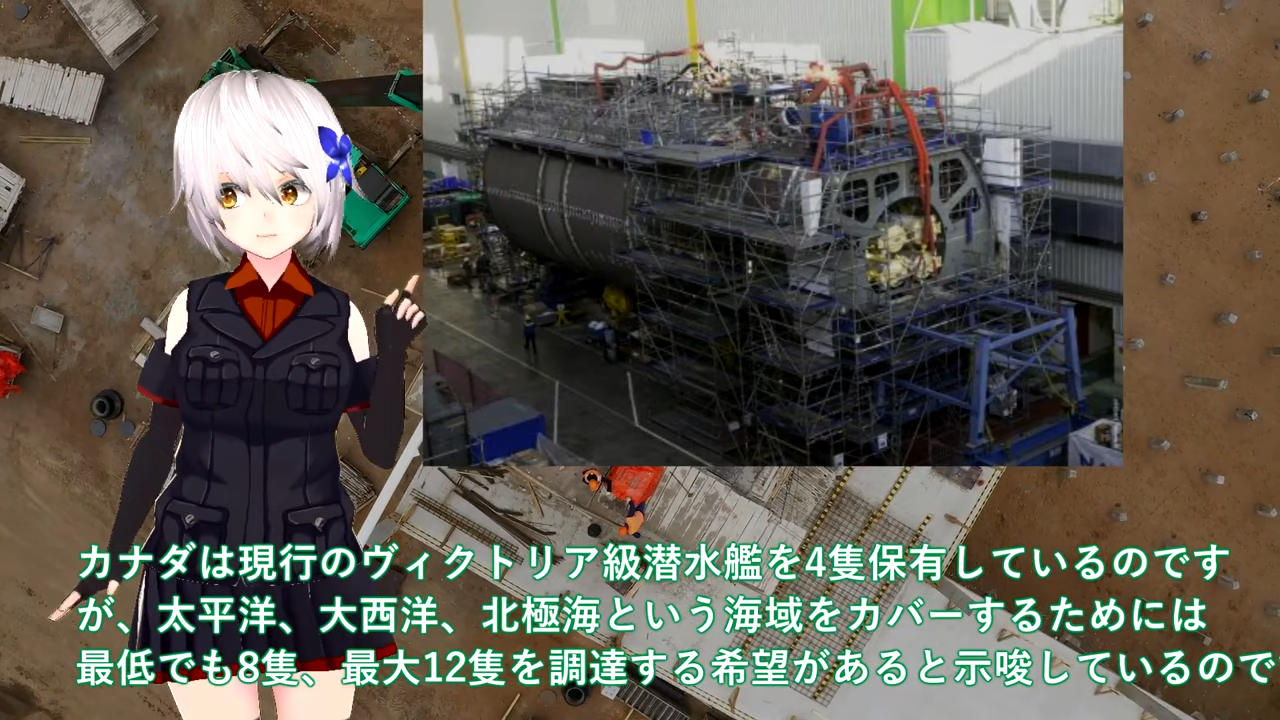 カナダは現行のヴィクトリア級潜水艦を4隻保有しているのです
が、太平洋、大西洋、北極海という海域をカバーするためには
最低でも8隻、最大12隻を調達する希望があると示唆しているので